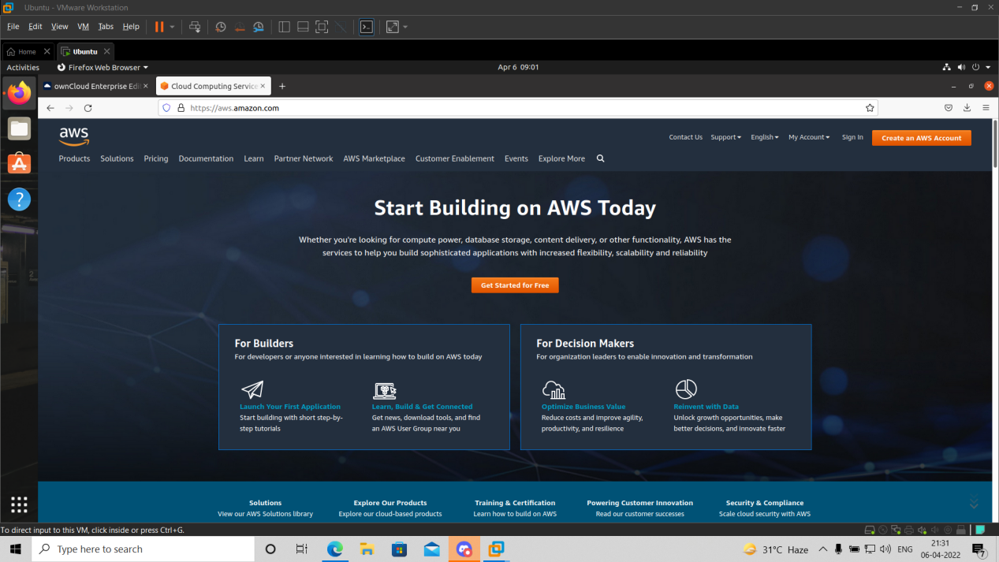 Ubuntu - VMware Workstation
File Edit View VM Tabs Help
Home Ubuntu
Activities Firefox Web Browser Apr 6 09:01
ownCloud Enterprise Edi Cloud Computing Service
https://aws.amazon.com
aws
Contact Us Support English My Account Sign In Create an AWS Account
Products Solutions Pricing Documentation Learn Partner Network AWS Marketplace Customer Enablement Events Explore More
Start Building on AWS Today
Whether you're looking for compute power, database storage, content delivery, or other functionality, AWS has the
services to help you build sophisticated applications with increased flexibility, scalability and reliability
Get Started for Free
For Builders
For developers or anyone interested in learning how to build on AWS today
Launch Your First Application
Start building with short step-by-
step tutorials
Learn, Build & Get Connected
Get news, download tools, and find
an AWS User Group near you
For Decision Makers
For organization leaders to enable innovation and transformation
Optimize Business Value
Reduce costs and improve agility,
productivity, and resilience
Reinvent with Data
Unlock growth opportunities, make
better decisions, and innovate faster
Solutions
View our AWS Solutions library
Explore Our Products
Explore our cloud-based products
Training & Certification
Learn how to build on AWS
Powering Customer Innovation
Read our customer successes
Security & Compliance
Scale cloud security with AWS
To direct input to this VM, click inside or press Ctrl+G.
Type here to search
31°C Haze
ENG
21:31
06-04-2022
7